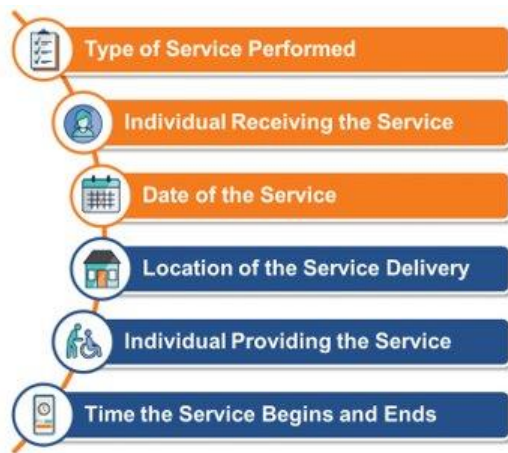 Type of Service Performed
Individual Receiving the Service
Date of the Service
Location of the Service Delivery
Individual Providing the Service
Time the Service Begins and Ends